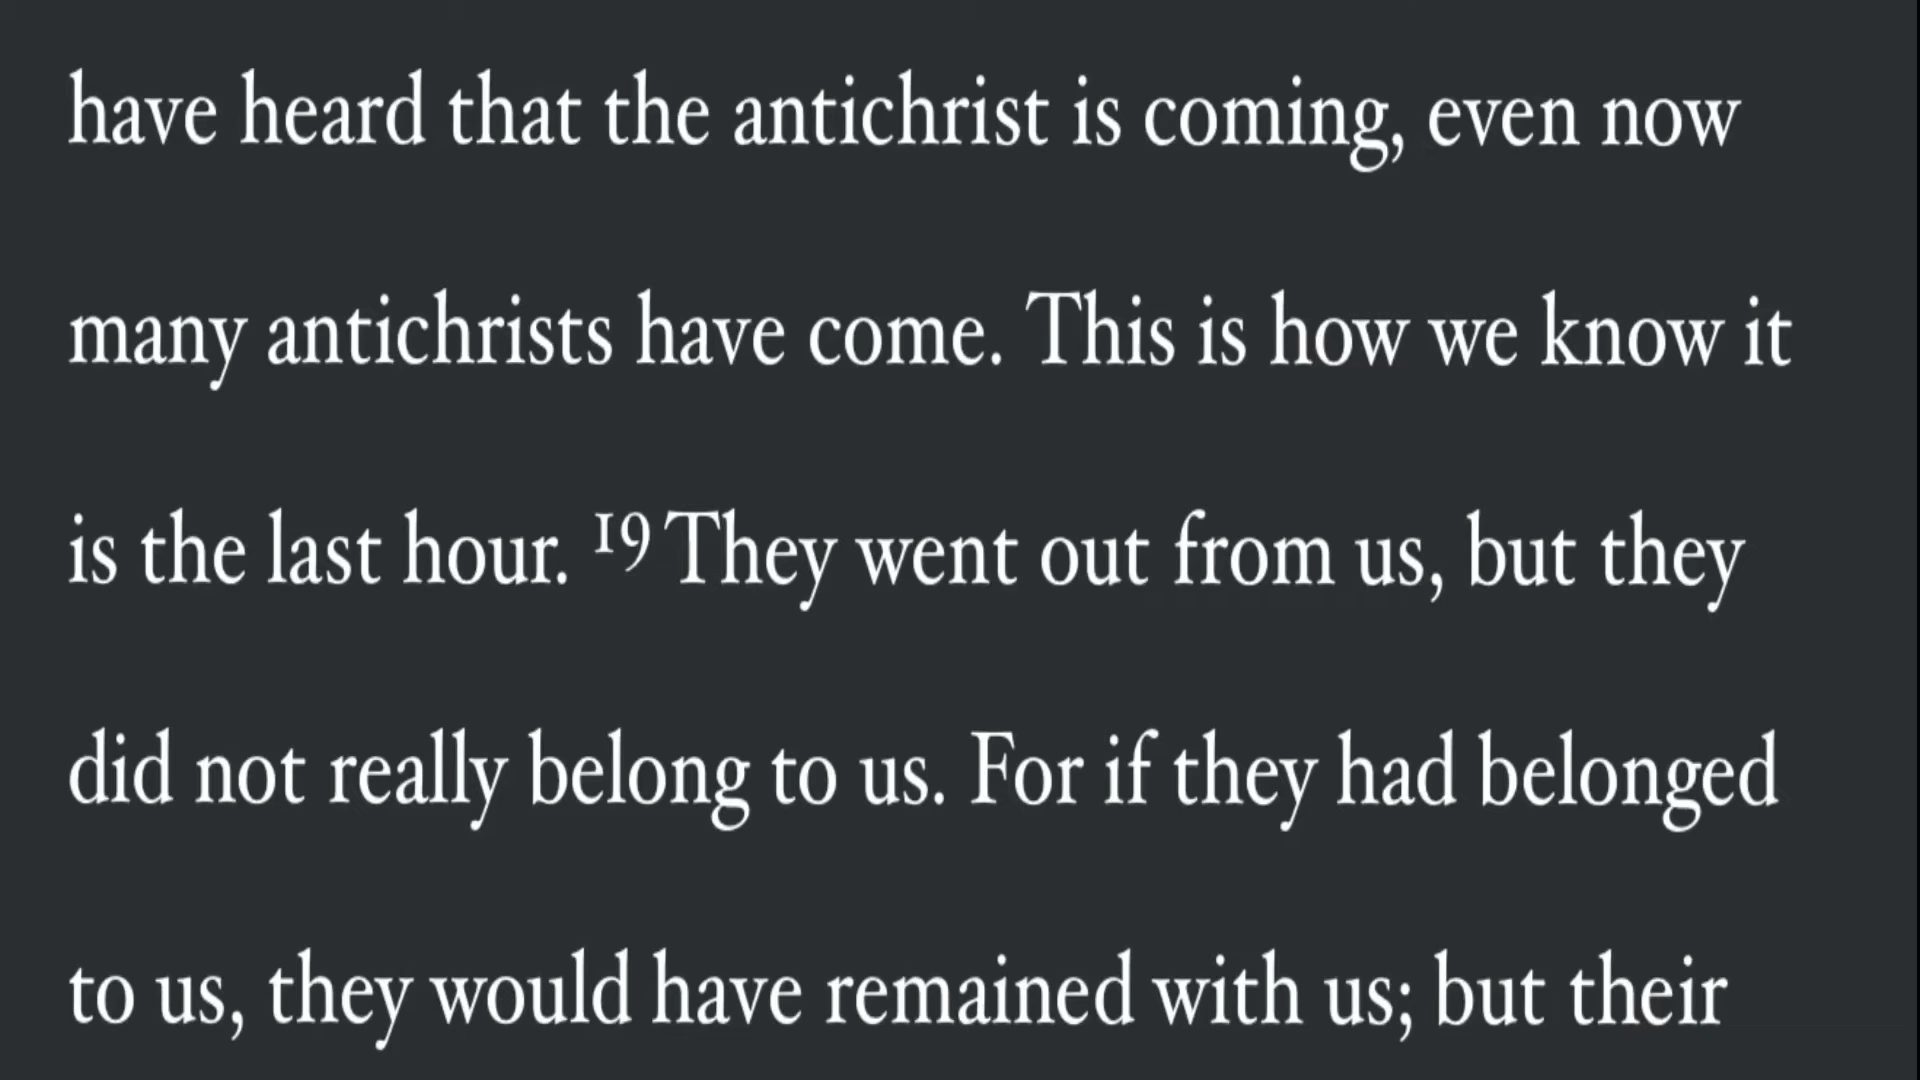 have heard that the antichrist is coming, even now
many antichrists have come. This is how we know it
is the last hour. 19 They went out from us, but they
did not really belong to us. For if they had belonged
to us, they would have remained with us; but their